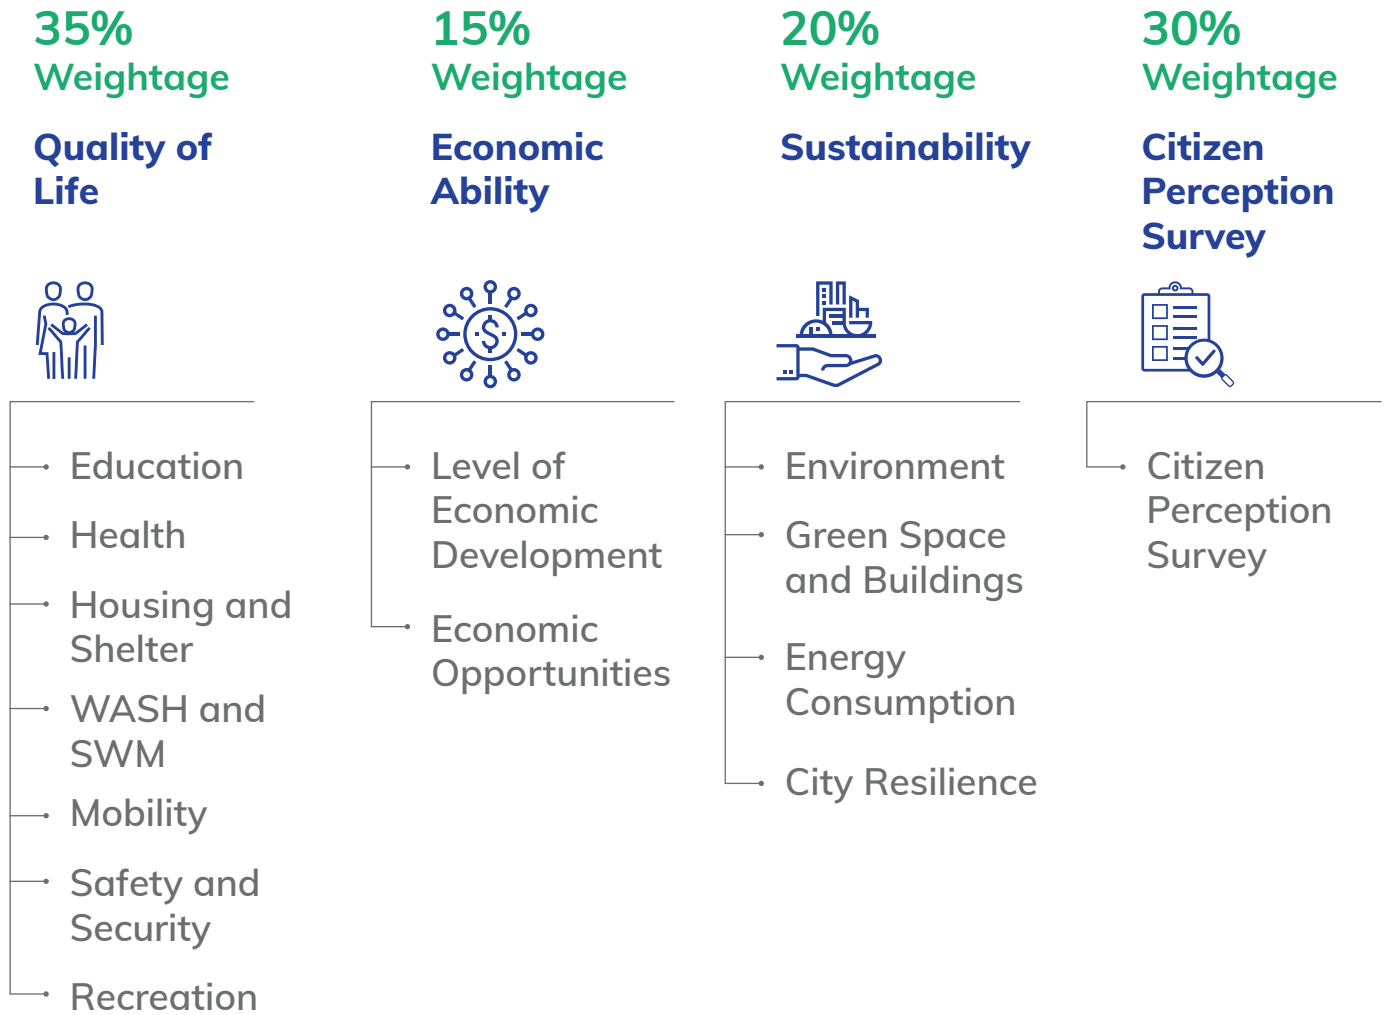 35%
Weightage
Quality of
Life
Education
Health
Housing and
Shelter
WASH and
SWM
Mobility
Safety and
Security
Recreation
15%
Weightage
Economic
Ability
$
Level of
Economic
Development
Economic
Opportunities
20%
Weightage
Sustainability
Environment
Green Space
and Buildings
Energy
Consumption
City Resilience
30%
Weightage
Citizen
Perception
Survey
Citizen
Perception
Survey